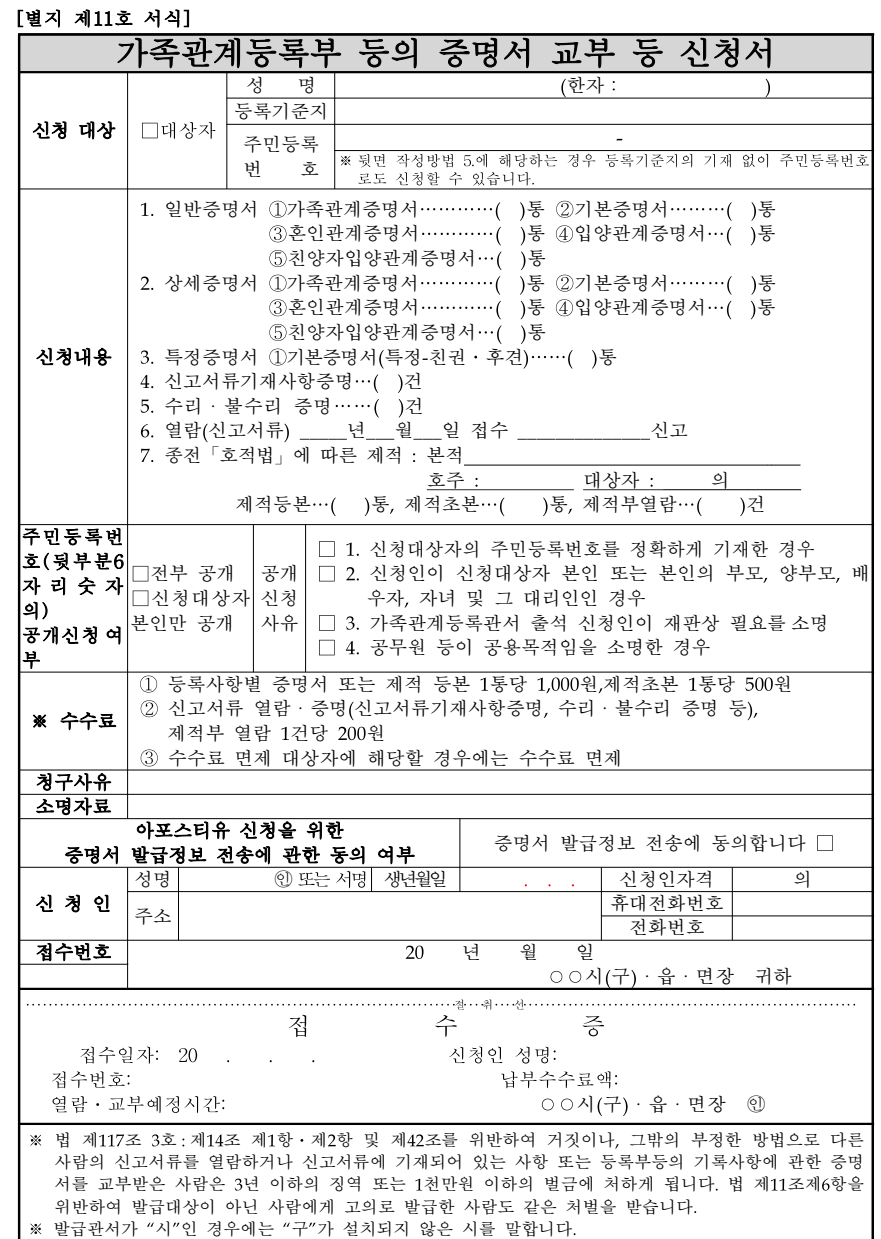 [별지 제11호 서식]
가족관계등록부 등의 증명서 교부 등 신청서
신청 대상
□대상자
성 명
(한자 : )
등록기준지
주민등록
번 호
-
※ 뒷면 작성방법 5.에 해당하는 경우 등록기준지의 기재 없이 주민등록번호
로도 신청할 수 있습니다.
신청내용
1. 일반증명서 ①가족관계증명서…………( )통 ②기본증명서………( )통
③혼인관계증명서…………( )통 ④입양관계증명서…( )통
⑤친양자입양관계증명서…( )통
2. 상세증명서 ①가족관계증명서…………( )통 ②기본증명서………( )통
③혼인관계증명서…………( )통 ④입양관계증명서…( )통
⑤친양자입양관계증명서…( )통
3. 특정증명서 ①기본증명서(특정-친권·후견)……( )통
4. 신고서류기재사항증명…( )건
5. 수리·불수리 증명……( )건
6. 열람(신고서류) _____년___월___일 접수 ______________신고
7. 종전「호적법」에 따른 제적 : 본적____________________________________
호주 : 대상자 : 의
제적등본…( )통, 제적초본…( )통, 제적부열람…( )건
주민등록번
호(뒷부분6
자리숫자
의)
공개신청여
부
□전부 공개
□신청대상자
본인만 공개
공개
신청
사유
□ 1. 신청대상자의 주민등록번호를 정확하게 기재한 경우
□ 2. 신청인이 신청대상자 본인 또는 본인의 부모, 양부모, 배
우자, 자녀 및 그 대리인인 경우
□ 3. 가족관계등록관서 출석 신청인이 재판상 필요를 소명
□ 4. 공무원 등이 공용목적임을 소명한 경우
※ 수수료
① 등록사항별 증명서 또는 제적 등본 1통당 1,000원,제적초본 1통당 500원
② 신고서류 열람·증명(신고서류기재사항증명, 수리·불수리 증명 등),
제적부 열람 1건당 200원
③ 수수료 면제 대상자에 해당할 경우에는 수수료 면제
청구사유
소명자료
아포스티유 신청을 위한
증명서 발급정보 전송에 관한 동의 여부
증명서 발급정보 전송에 동의합니다 □
신 청 인
성명
㊞ 또는 서명
생년월일
. . .
신청인자격
의
주소
휴대전화번호
전화번호
접수번호
20 년 월 일
○○시(구)·읍·면장 귀하
절 취 선
접 수 증
접수일자: 20 . . .
신청인 성명:
접수번호:
납부수수료액:
열람·교부예정시간:
○○시(구)·읍·면장 ㊞
※ 법 제117조 3호:제14조 제1항·제2항 및 제42조를 위반하여 거짓이나, 그밖의 부정한 방법으로 다른
사람의 신고서류를 열람하거나 신고서류에 기재되어 있는 사항 또는 등록부등의 기록사항에 관한 증명
서를 교부받은 사람은 3년 이하의 징역 또는 1천만원 이하의 벌금에 처하게 됩니다. 법 제11조제6항을
위반하여 발급대상이 아닌 사람에게 고의로 발급한 사람도 같은 처벌을 받습니다.
※ 발급관서가 “시”인 경우에는 “구”가 설치되지 않은 시를 말합니다.